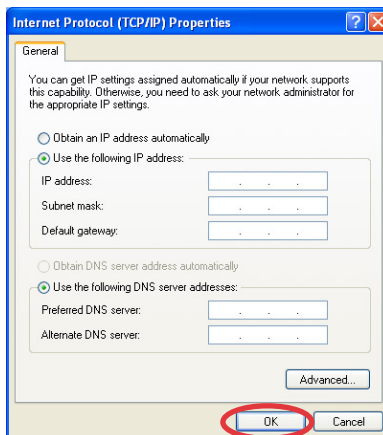 Internet Protocol (TCP/IP) Properties
General
You can get IP settings assigned automatically if your network supports
this capability. Otherwise, you need to ask your network administrator for
the appropriate IP settings.
Obtain an IP address automatically
Use the following IP address:
IP address:
Subnet mask:
Default gateway:
Obtain DNS server address automatically
Use the following DNS server addresses:
Preferred DNS server:
Alternate DNS server:
Advanced...
OK Cancel